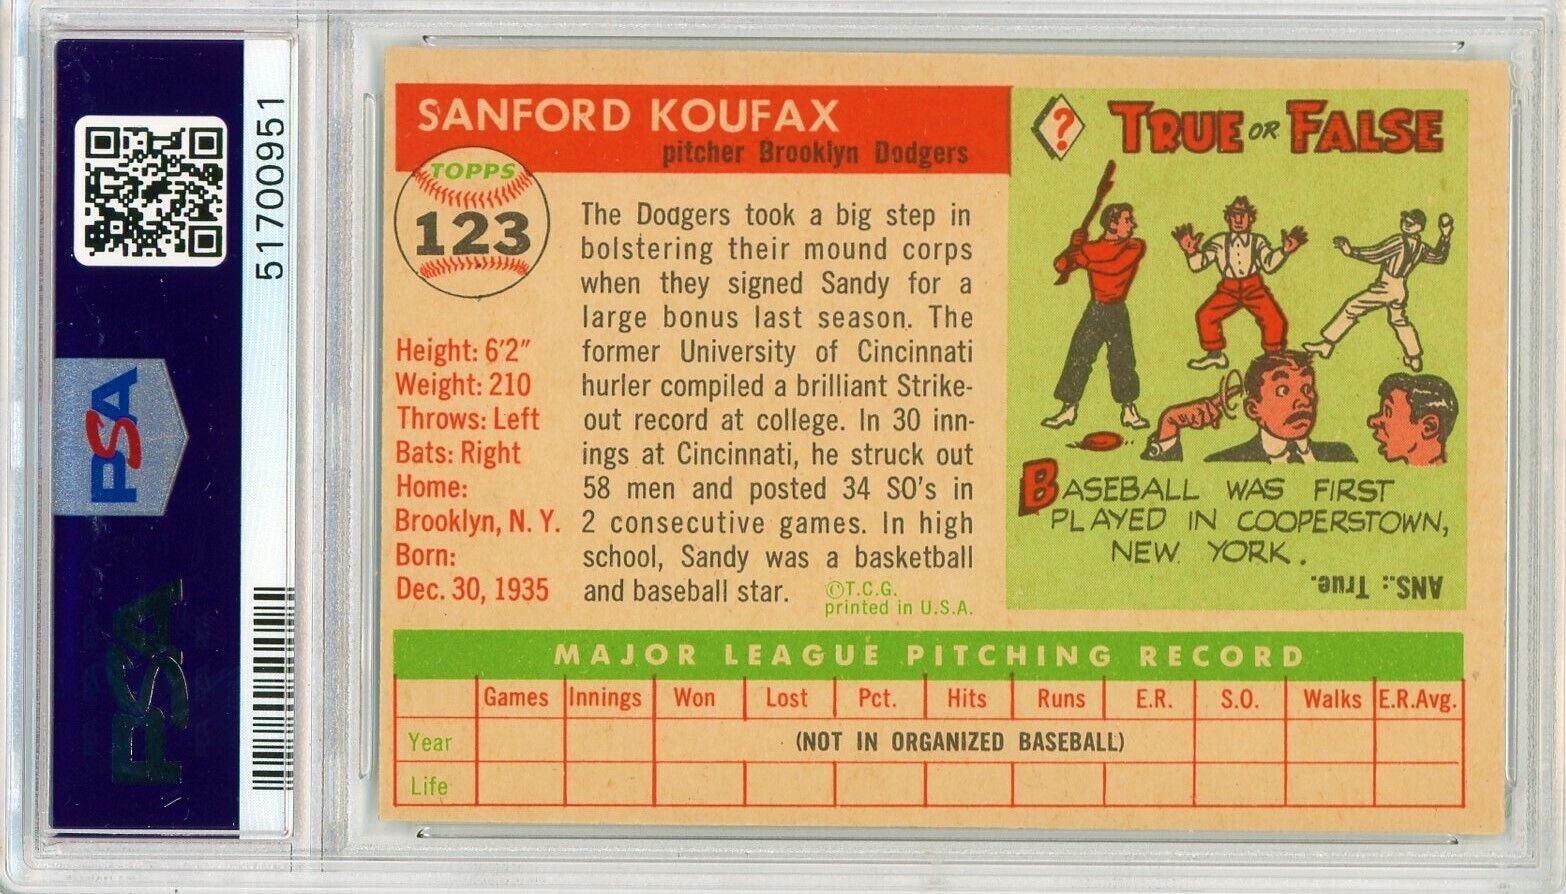 51700951
PSA
PSA
SANFORD KOUFAX
pitcher Brooklyn Dodgers
TOPPS
123
Height: 6'2"
Weight: 210
Throws: Left
Bats: Right
Home:
Brooklyn, N. Y.
Born:
Dec. 30, 1935
The Dodgers took a big step in
bolstering their mound corps
when they signed Sandy for a
large bonus last season. The
former University of Cincinnati
hurler compiled a brilliant Strike-
out record at college. In 30 inn-
ings at Cincinnati, he struck out
58 men and posted 34 SO's in
2 consecutive games. In high
school, Sandy was a basketball
and baseball star.
©T.C.G.
printed in U.S.A.
?
TRUE OR FALSE
BASEBALL WAS FIRST
PLAYED IN COOPERSTOWN,
NEW YORK.
ANS.: True.
MAJOR LEAGUE PITCHING RECORD
Games Innings Won Lost Pct. Hits Runs E.R. S.O. Walks E.R.Avg.
Year (NOT IN ORGANIZED BASEBALL)
Life